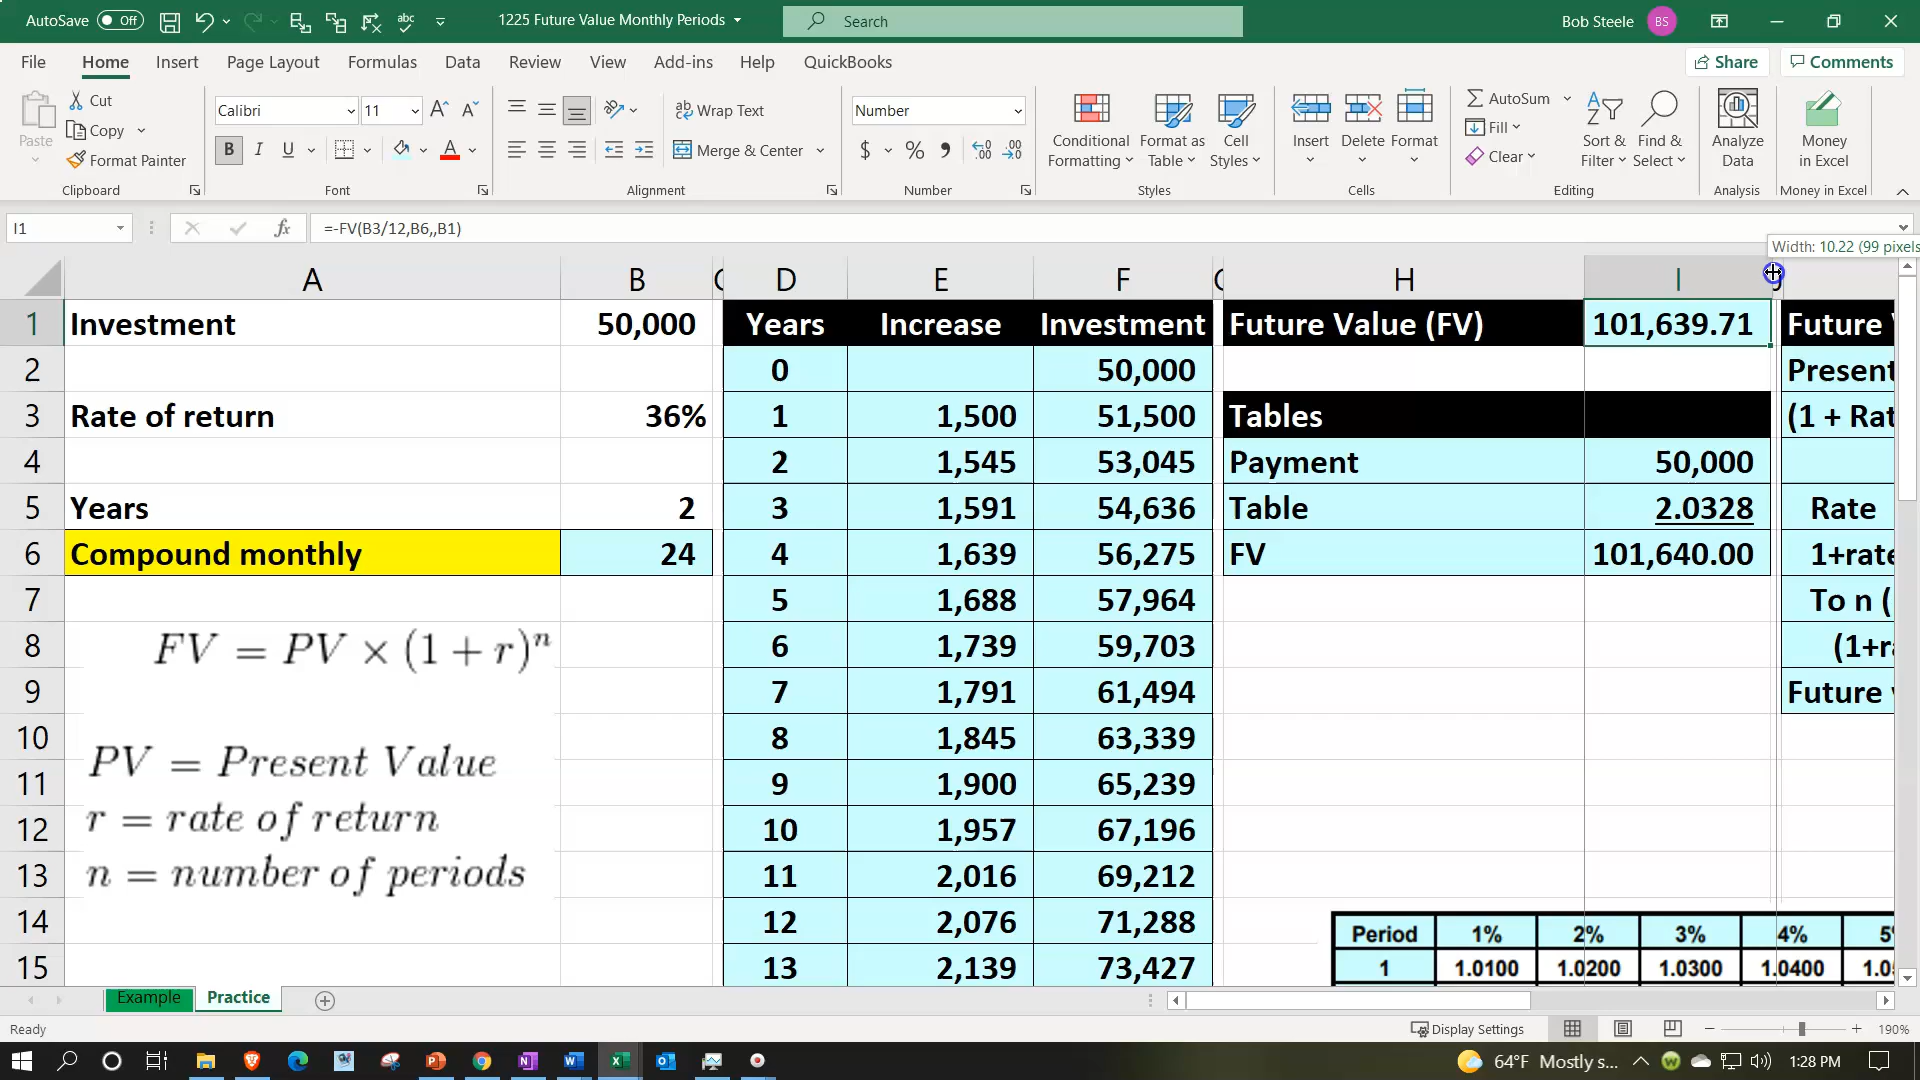 AutoSave Off 1225 Future Value Monthly Periods Search Bob Steele BS
File Home Insert Page Layout Formulas Data Review View Add-ins Help QuickBooks Share Comments
Paste Cut Copy Format Painter
Calibri 11 B I U
Wrap Text Merge & Center
Number $ %
Conditional Formatting Format as Table Cell Styles
Insert Delete Format
AutoSum Fill Clear Sort & Filter Find & Select
Analyze Data Money in Excel
Clipboard Font Alignment Number Styles Cells Editing Analysis Money in Excel
I1 fx =-FV(B3/12,B6,,B1)
Width: 10.22 (99 pixels
A B D E F H I
1 Investment 50,000 Years Increase Investment Future Value (FV) 101,639.71 Future
2 0 50,000 Present
3 Rate of return 36% 1 1,500 51,500 Tables (1 + Rat
4 2 1,545 53,045 Payment 50,000
5 Years 2 3 1,591 54,636 Table 2.0328 Rate
6 Compound monthly 24 4 1,639 56,275 FV 101,640.00 1+rate
7 5 1,688 57,964 To n (
8 FV = PV × (1 + r)ⁿ 6 1,739 59,703 (1+ra
9 7 1,791 61,494 Future
10 PV = Present Value 8 1,845 63,339
11 r = rate of return 9 1,900 65,239
12 10 1,957 67,196
13 n = number of periods 11 2,016 69,212
14 12 2,076 71,288 Period 1% 2% 3% 4% 5%
15 13 2,139 73,427 1 1.0100 1.0200 1.0300 1.0400
Example Practice
Ready Display Settings 190%
64°F Mostly s... 1:28 PM